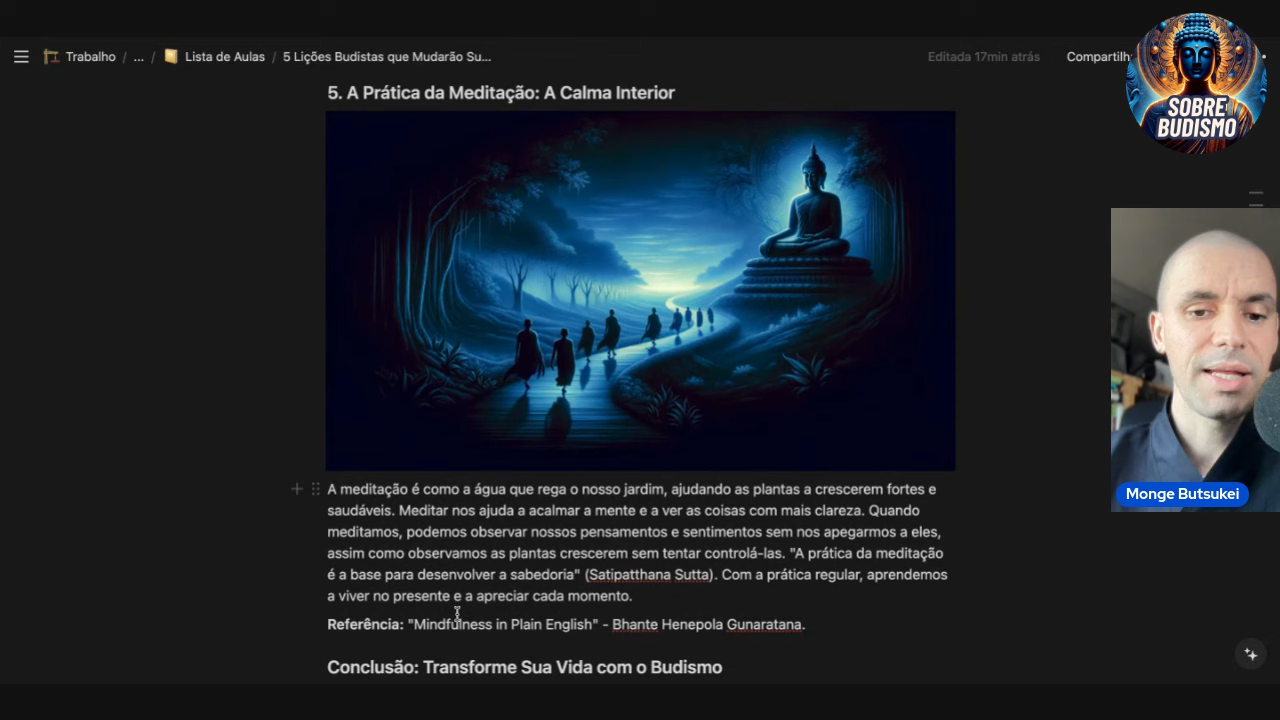 Trabalho / ... / Lista de Aulas / 5 Lições Budistas que Mudarão Su...
Editada 17min atrás
Compartilh
SOBRE
BUDISMO
5. A Prática da Meditação: A Calma Interior
A meditação é como a água que rega o nosso jardim, ajudando as plantas a crescerem fortes e
saudáveis. Meditar nos ajuda a acalmar a mente e a ver as coisas com mais clareza. Quando
meditamos, podemos observar nossos pensamentos e sentimentos sem nos apegarmos a eles,
assim como observamos as plantas crescerem sem tentar controlá-las. "A prática da meditação
é a base para desenvolver a sabedoria" (Satipatthana Sutta). Com a prática regular, aprendemos
a viver no presente e a apreciar cada momento.
Referência: "Mindfulness in Plain English" - Bhante Henepola Gunaratana.
Conclusão: Transforme Sua Vida com o Budismo
Monge Butsukei